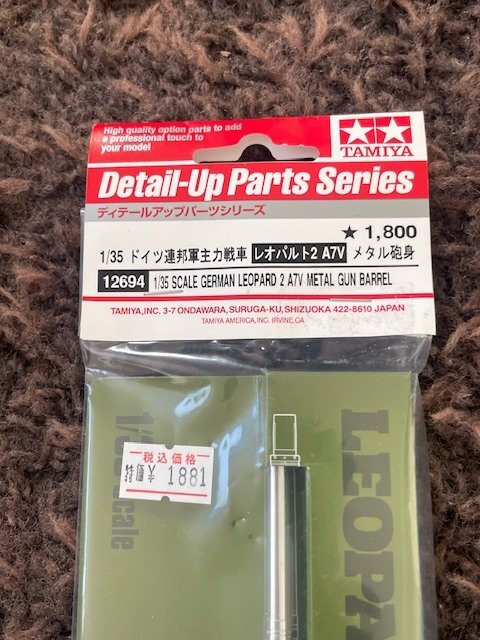 High quality option parts to add
a professional touch to
your model
TAMIYA
Detail-Up Parts Series
ディテールアップパーツシリーズ
★ 1,800
1/35 ドイツ連邦軍主力戦車 レオパルト2 A7V メタル砲身
12694 1/35 SCALE GERMAN LEOPARD 2 A7V METAL GUN BARREL
TAMIYA,INC. 3-7 ONDAWARA, SURUGA-KU, SHIZUOKA 422-8610 JAPAN
TAMIYA AMERICA,INC. IRVINE,CA
税込価格
特価 ¥ 1881
LEOPA